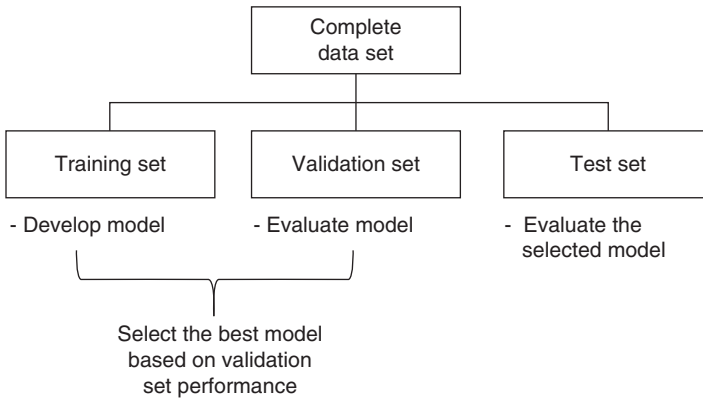 Complete
data set
Training set
Validation set
Test set
- Develop model
- Evaluate model
- Evaluate the
selected model
Select the best model
based on validation
set performance